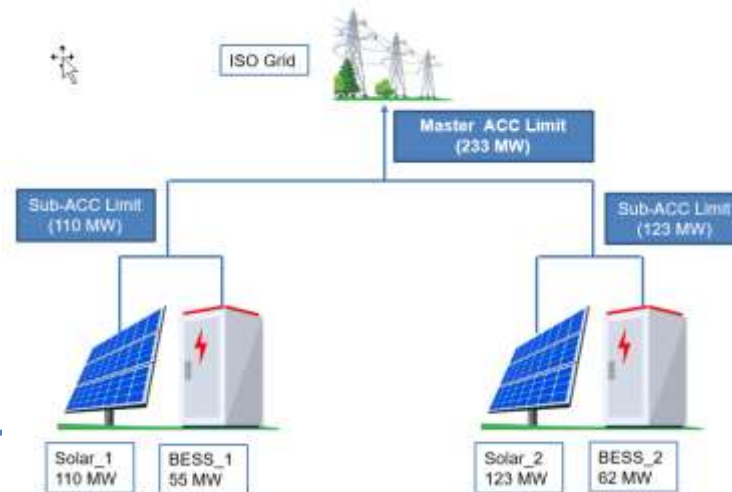 ISO Grid
Master ACC Limit
(233 MW)
Sub-ACC Limit
(110 MW)
Sub-ACC Limit
(123 MW)
Solar_1
110 MW
BESS_1
55 MW
Solar_2
123 MW
BESS_2
62 MW